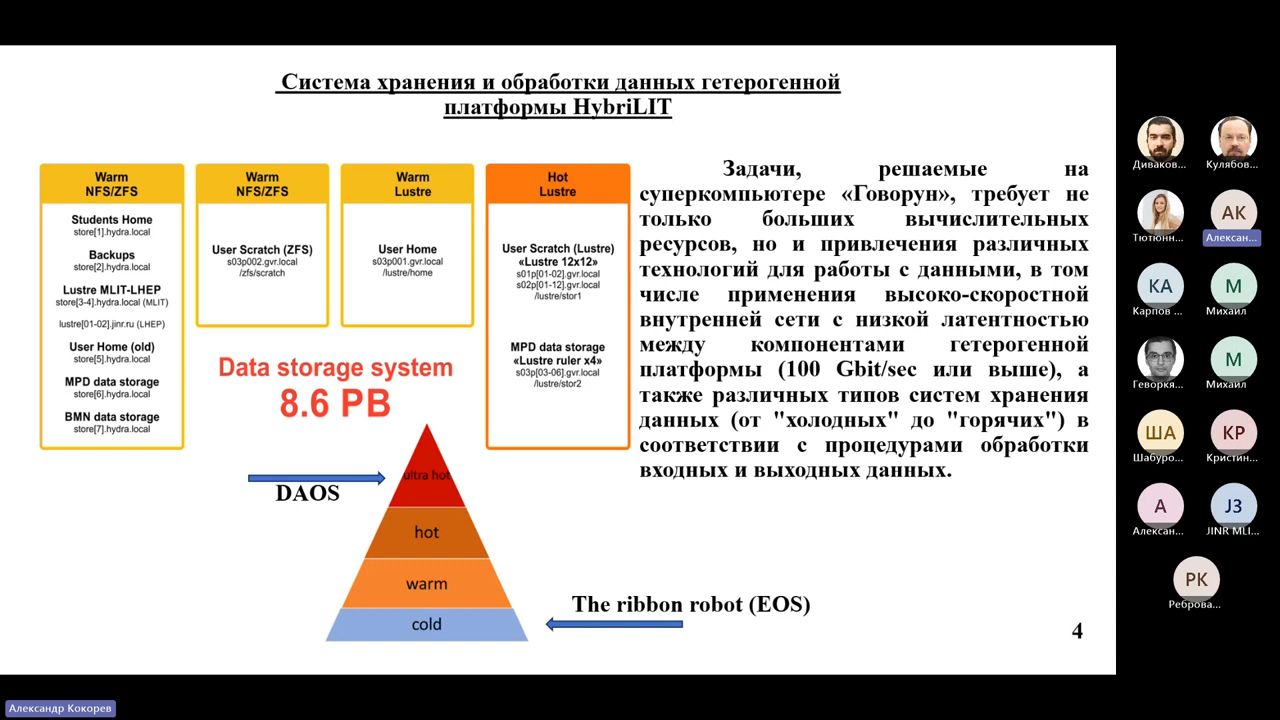 Система хранения и обработки данных гетерогенной
платформы HybriLIT
Warm
NFS/ZFS
Students Home
store[1].hydra.local
Backups
store[2].hydra.local
Lustre MLIT-LHEP
store[3-4].hydra.local (MLIT)
lustre[01-02].jinr.ru (LHEP)
User Home (old)
store[5].hydra.local
MPD data storage
store[6].hydra.local
BMN data storage
store[7].hydra.local
Warm
NFS/ZFS
User Scratch (ZFS)
s03p002.gvr.local
/zfs/scratch
Warm
Lustre
User Home
s03p001.gvr.local
/lustre/home
Hot
Lustre
User Scratch (Lustre)
«Lustre 12x12»
s01p[01-02].gvr.local
s02p[01-12].gvr.local
/lustre/stor1
MPD data storage
«Lustre ruler x4»
s03p[03-06].gvr.local
/lustre/stor2
Data storage system
8.6 PB
ultra hot
hot
warm
cold
DAOS
The ribbon robot (EOS)
Задачи, решаемые на
суперкомпьютере «Говорун», требует не
только больших вычислительных
ресурсов, но и привлечения различных
технологий для работы с данными, в том
числе применения высоко-скоростной
внутренней сети с низкой латентностью
между компонентами гетерогенной
платформы (100 Gbit/sec или выше), а
также различных типов систем хранения
данных (от "холодных" до "горячих") в
соответствии с процедурами обработки
входных и выходных данных.
4
Диваков...
Кулябов...
Тютюнн...
АК
Алексан...
КА
Карпов ...
М
Михаил
Геворкя...
М
Михаил
ША
Шабуро...
КР
Кристин...
А
Алексан...
JЗ
JINR MLI...
РК
Реброва...
Александр Кокорев